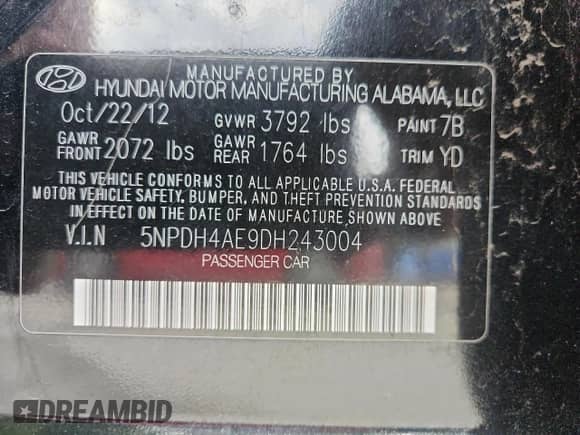 MANUFACTURED BY
HYUNDAI MOTOR MANUFACTURING ALABAMA, LLC
Oct/22/12 GVWR 3792 lbs PAINT 7B
GAWR FRONT 2072 lbs GAWR REAR 1764 lbs TRIM YD
THIS VEHICLE CONFORMS TO ALL APPLICABLE U.S.A. FEDERAL
MOTOR VEHICLE SAFETY, BUMPER, AND THEFT PREVENTION STANDARDS
IN EFFECT ON THE DATE OF MANUFACTURE SHOWN ABOVE.
V.I.N 5NPDH4AE9DH243004
PASSENGER CAR
DREAMBID